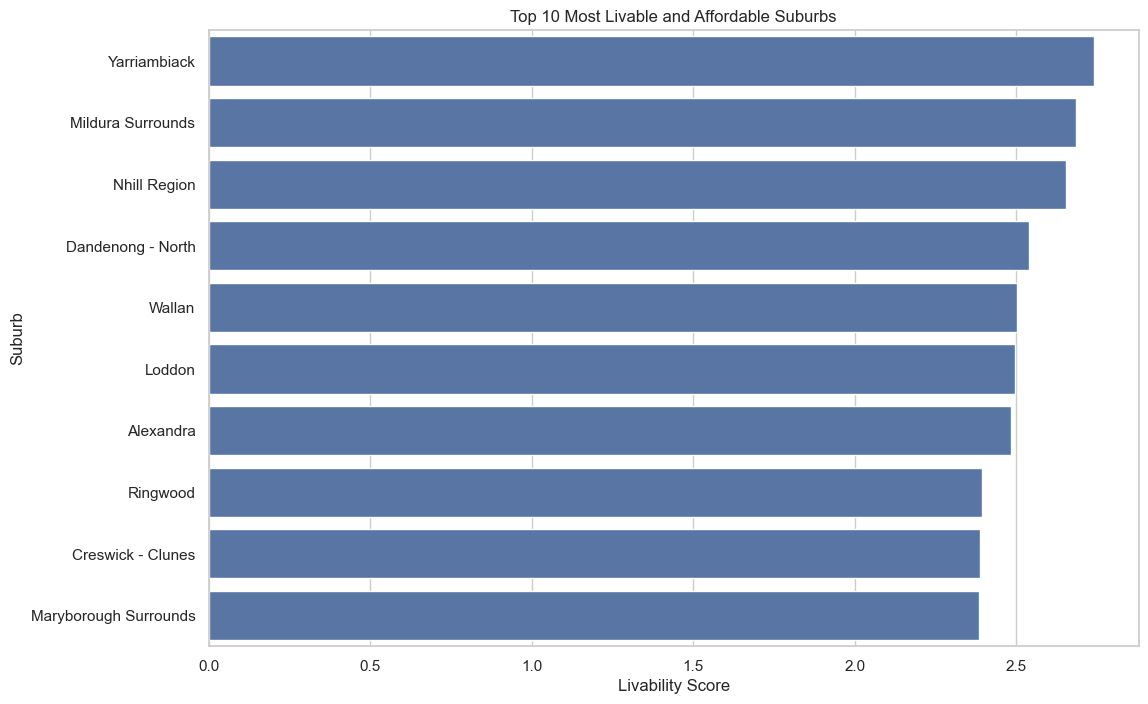 Top 10 Most Livable and Affordable Suburbs
Suburb
Yarriambiack
Mildura Surrounds
Nhill Region
Dandenong - North
Wallan
Loddon
Alexandra
Ringwood
Creswick - Clunes
Maryborough Surrounds
0.0 0.5 1.0 1.5 2.0 2.5
Livability Score